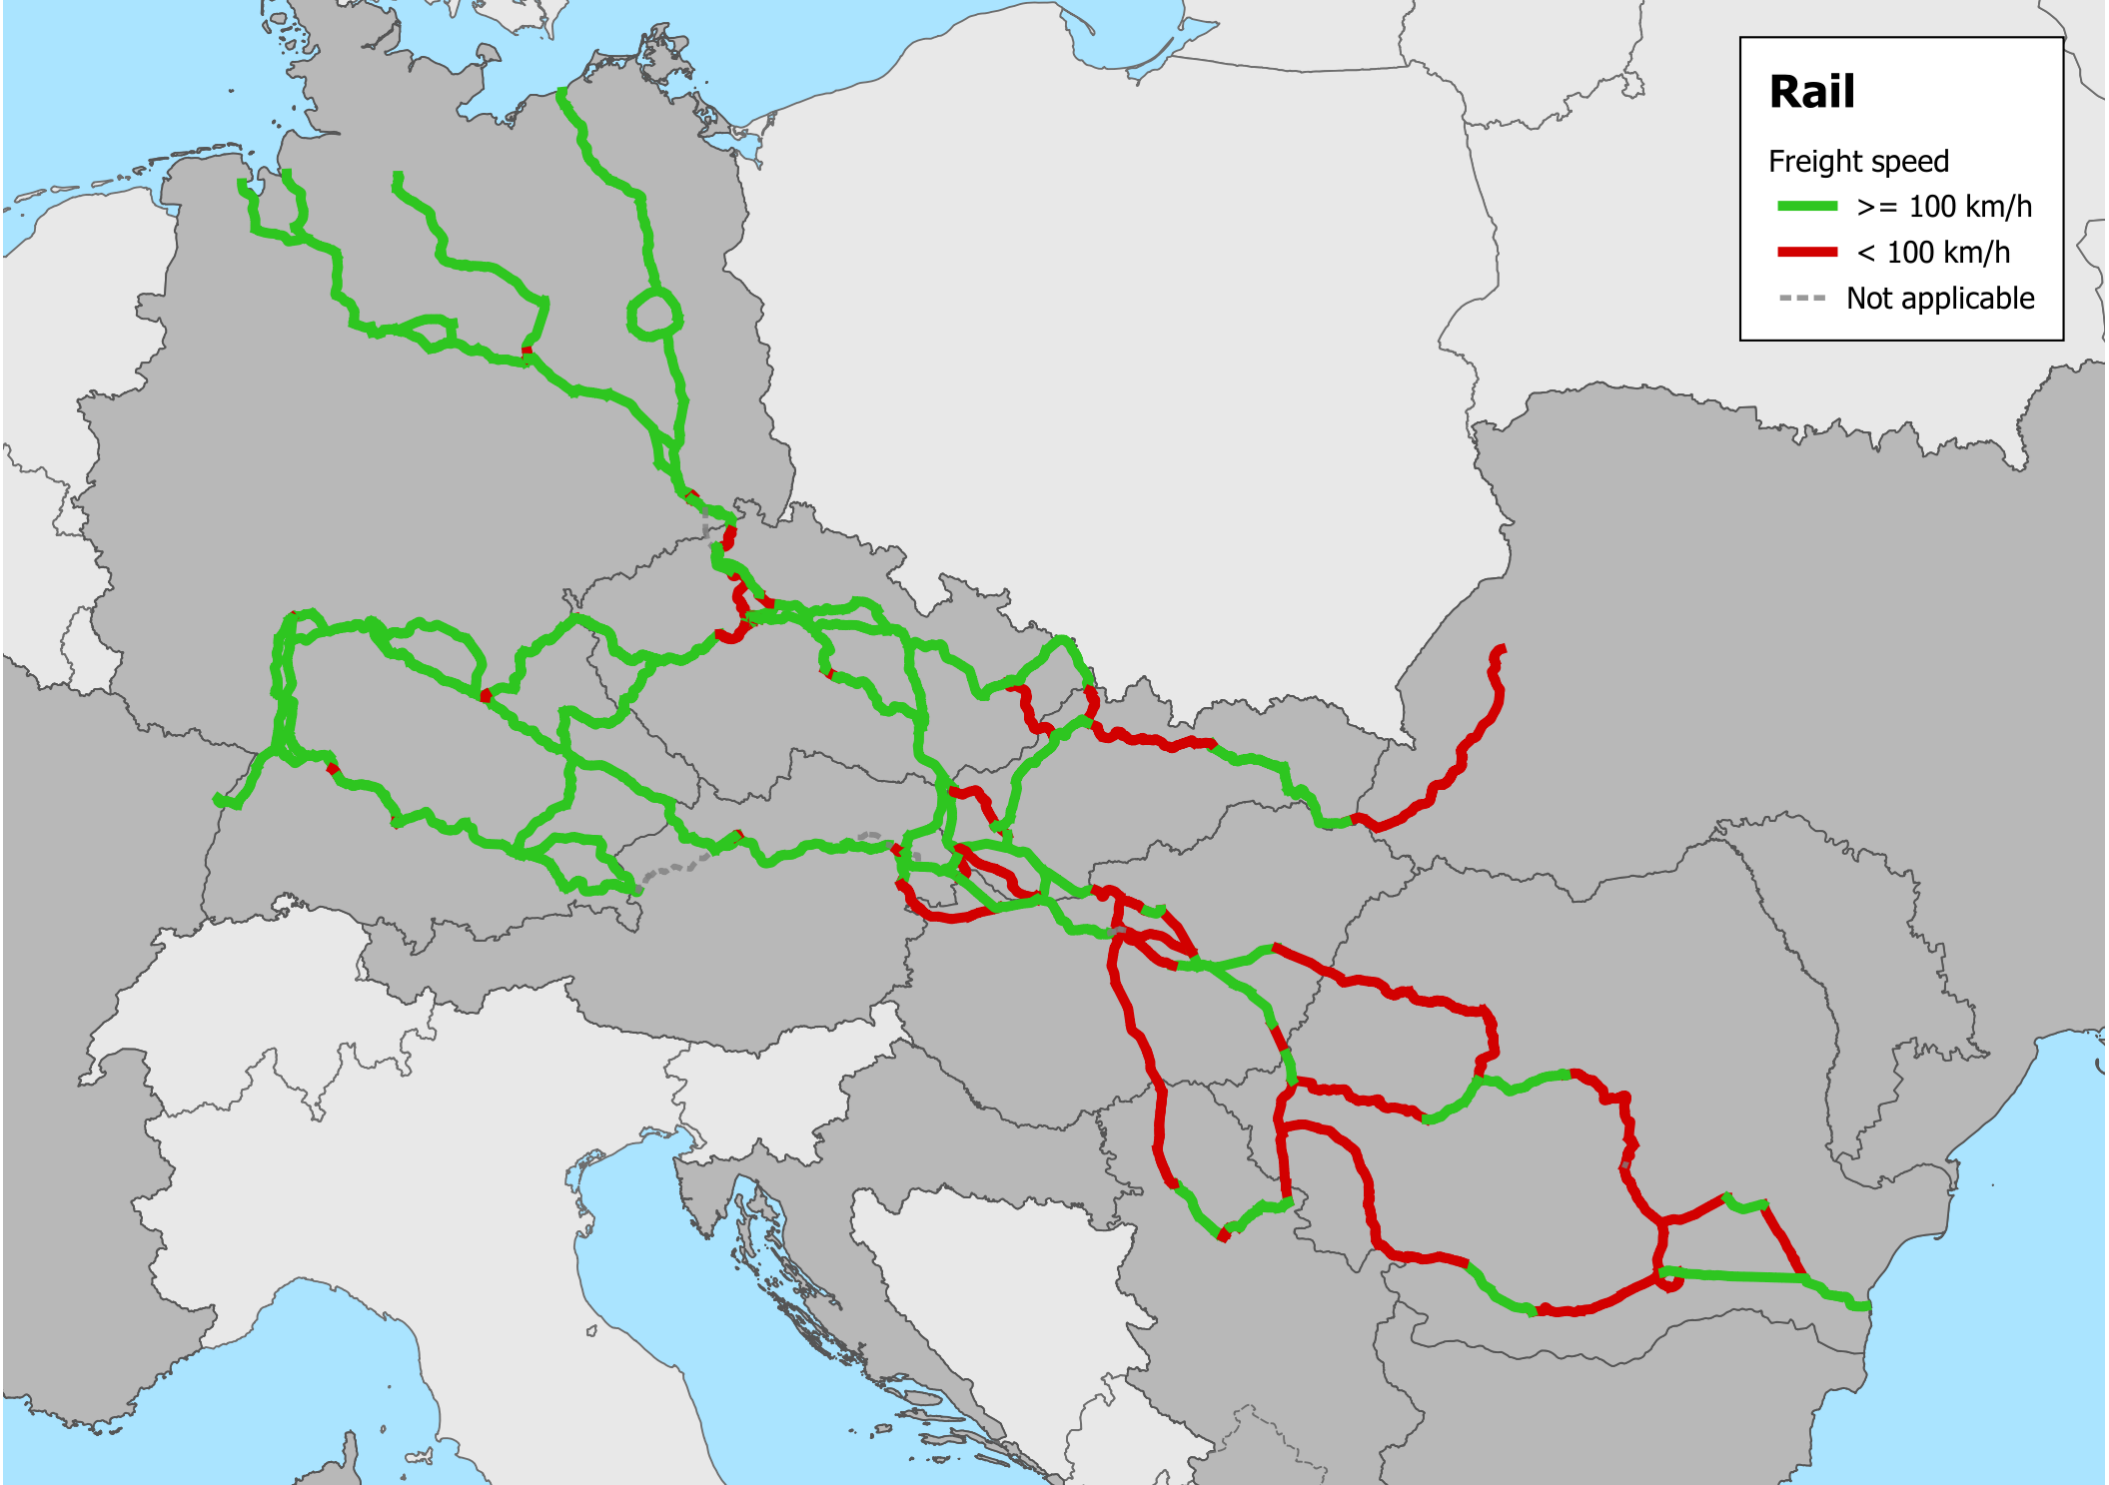 Rail
Freight speed
>= 100 km/h
< 100 km/h
Not applicable